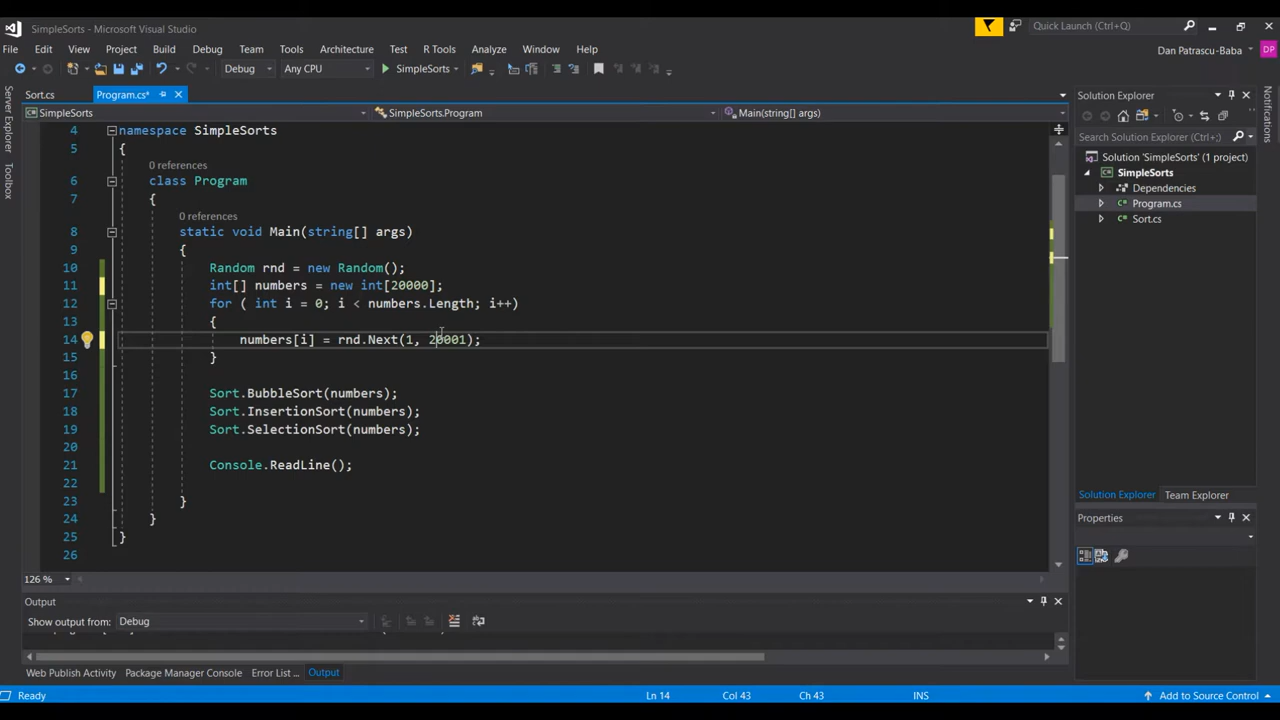 SimpleSorts - Microsoft Visual Studio
Quick Launch (Ctrl+Q)
File Edit View Project Build Debug Team Tools Architecture Test R Tools Analyze Window Help
Dan Patrascu-Baba DP
Debug Any CPU SimpleSorts
Server Explorer
Toolbox
Sort.cs Program.cs*
SimpleSorts SimpleSorts.Program Main(string[] args)
4 namespace SimpleSorts
5 {
0 references
6 class Program
7 {
0 references
8 static void Main(string[] args)
9 {
10 Random rnd = new Random();
11 int[] numbers = new int[20000];
12 for ( int i = 0; i < numbers.Length; i++)
13 {
14 numbers[i] = rnd.Next(1, 20001);
15 }
16
17 Sort.BubbleSort(numbers);
18 Sort.InsertionSort(numbers);
19 Sort.SelectionSort(numbers);
20
21 Console.ReadLine();
22
23 }
24 }
25 }
26
126 %
Solution Explorer
Search Solution Explorer (Ctrl+;)
Solution 'SimpleSorts' (1 project)
SimpleSorts
Dependencies
Program.cs
Sort.cs
Solution Explorer Team Explorer
Properties
Notifications
Output
Show output from: Debug
Web Publish Activity Package Manager Console Error List ... Output
Ready Ln 14 Col 43 Ch 43 INS Add to Source Control